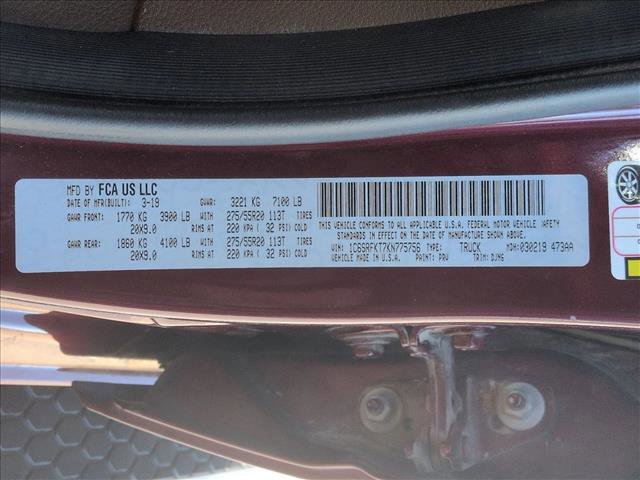 MFD BY FCA US LLC
DATE OF MFR(BUILT): 3-19 GVWR: 3221 KG 7100 LB
GAWR FRONT: 1770 KG 3900 LB WITH 275/55R20 113T TIRES
20X9.0 RIMS AT 220 KPA ( 32 PSI) COLD
GAWR REAR: 1860 KG 4100 LB WITH 275/55R20 113T TIRES
20X9.0 RIMS AT 220 KPA ( 32 PSI) COLD
THIS VEHICLE CONFORMS TO ALL APPLICABLE U.S.A. FEDERAL MOTOR VEHICLE SAFETY
STANDARDS IN EFFECT ON THE DATE OF MANUFACTURE SHOWN ABOVE.
VIN: 1C6SRFKT7KN775756 TYPE: TRUCK MDH:030219 473AA
VEHICLE MADE IN U.S.A. PAINT: PRV TRIM: DJN6